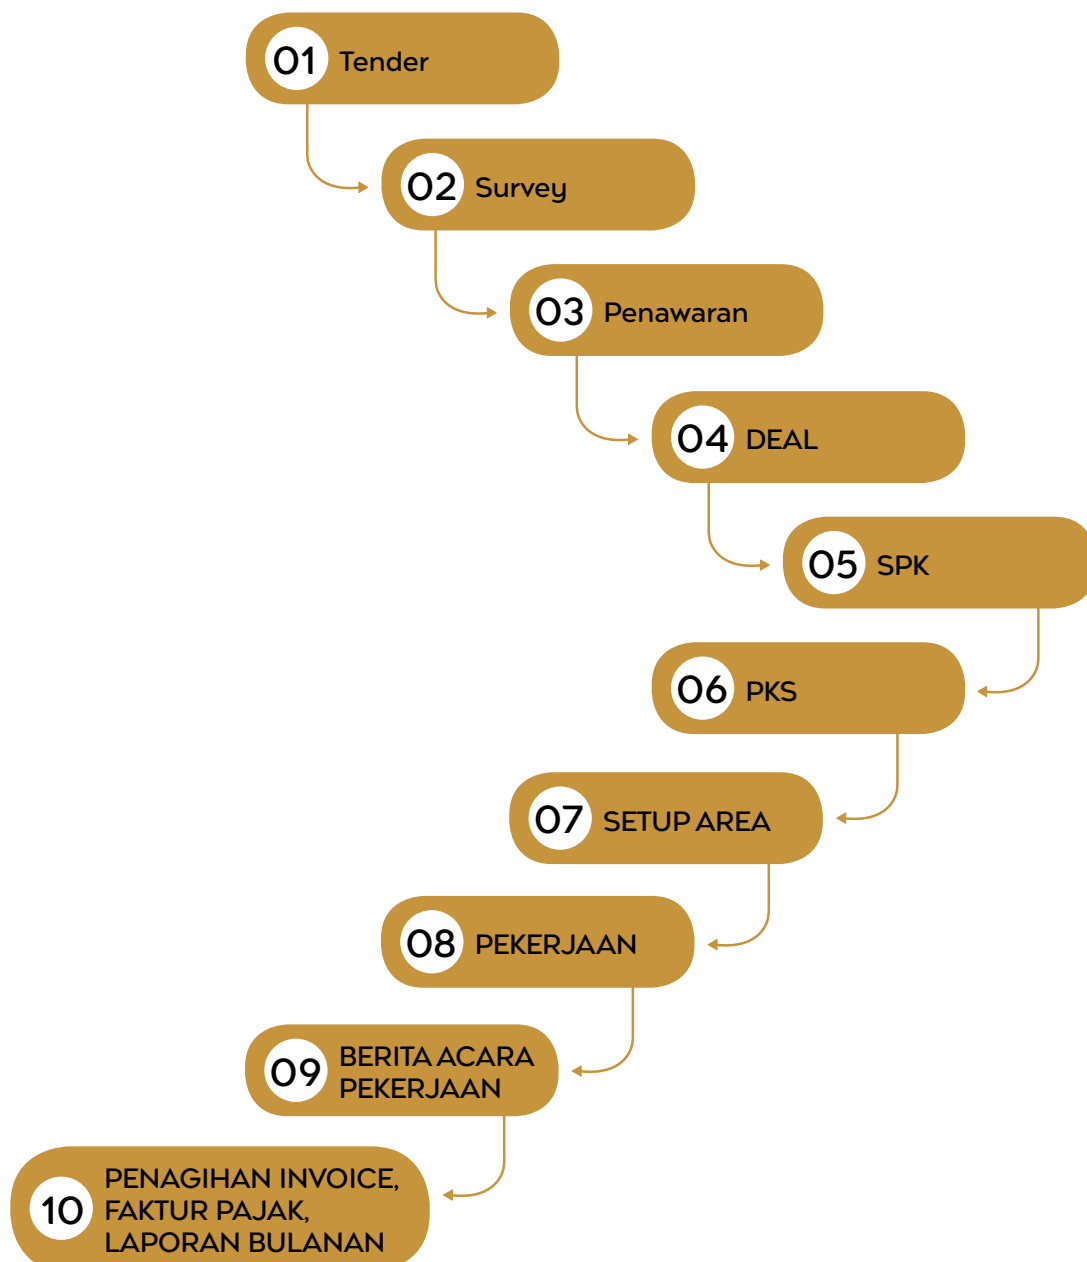 01 Tender
02 Survey
03 Penawaran
04 DEAL
05 SPK
06 PKS
07 SETUP AREA
08 PEKERJAAN
09 BERITA ACARA
PEKERJAAN
10 PENAGIHAN INVOICE,
FAKTUR PAJAK,
LAPORAN BULANAN